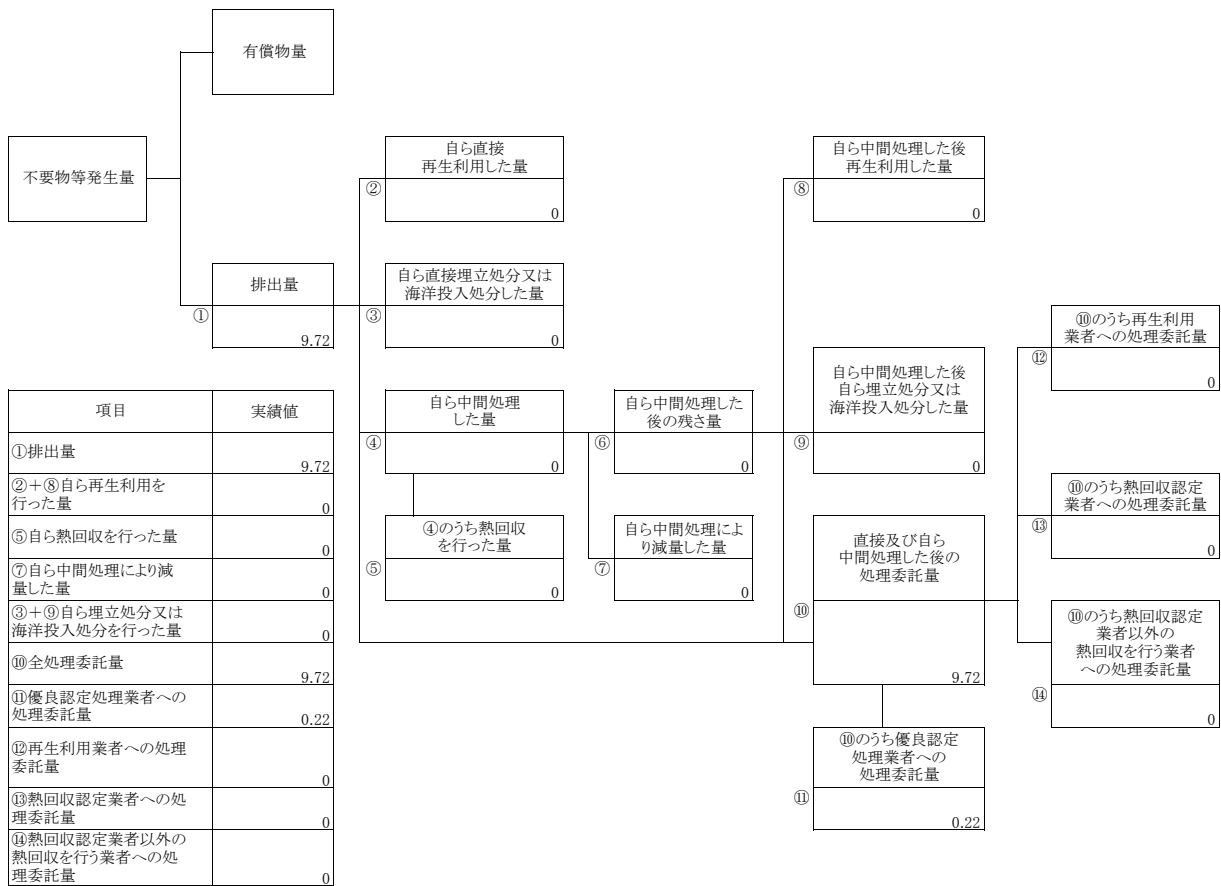 有償物量
不要物等発生量
自ら直接
再生利用した量
②
0
自ら中間処理した後
再生利用した量
⑧
0
排出量
①
9.72
自ら直接埋立処分又は
海洋投入処分した量
③
0
⑩のうち再生利用
業者への処理委託量
⑫
0
自ら中間処理
した量
④
0
自ら中間処理した
後の残さ量
⑥
0
自ら中間処理した後
自ら埋立処分又は
海洋投入処分した量
⑨
0
④のうち熱回収
を行った量
⑤
0
自ら中間処理によ
り減量した量
⑦
0
直接及び自ら
中間処理した後の
処理委託量
⑩
9.72
⑩のうち熱回収認定
業者への処理委託量
⑬
0
⑩のうち熱回収認定
業者以外の
熱回収を行う業者
への処理委託量
⑭
0
⑩のうち優良認定
処理業者への
処理委託量
⑪
0.22
項目 実績値
①排出量
9.72
②＋⑧自ら再生利用を
行った量
0
⑤自ら熱回収を行った量
0
⑦自ら中間処理により減
量した量
0
③＋⑨自ら埋立処分又は
海洋投入処分を行った量
0
⑩全処理委託量
9.72
⑪優良認定処理業者への
処理委託量
0.22
⑫再生利用業者への処理
委託量
0
⑬熱回収認定業者への処
理委託量
0
⑭熱回収認定業者以外の
熱回収を行う業者への処
理委託量
0